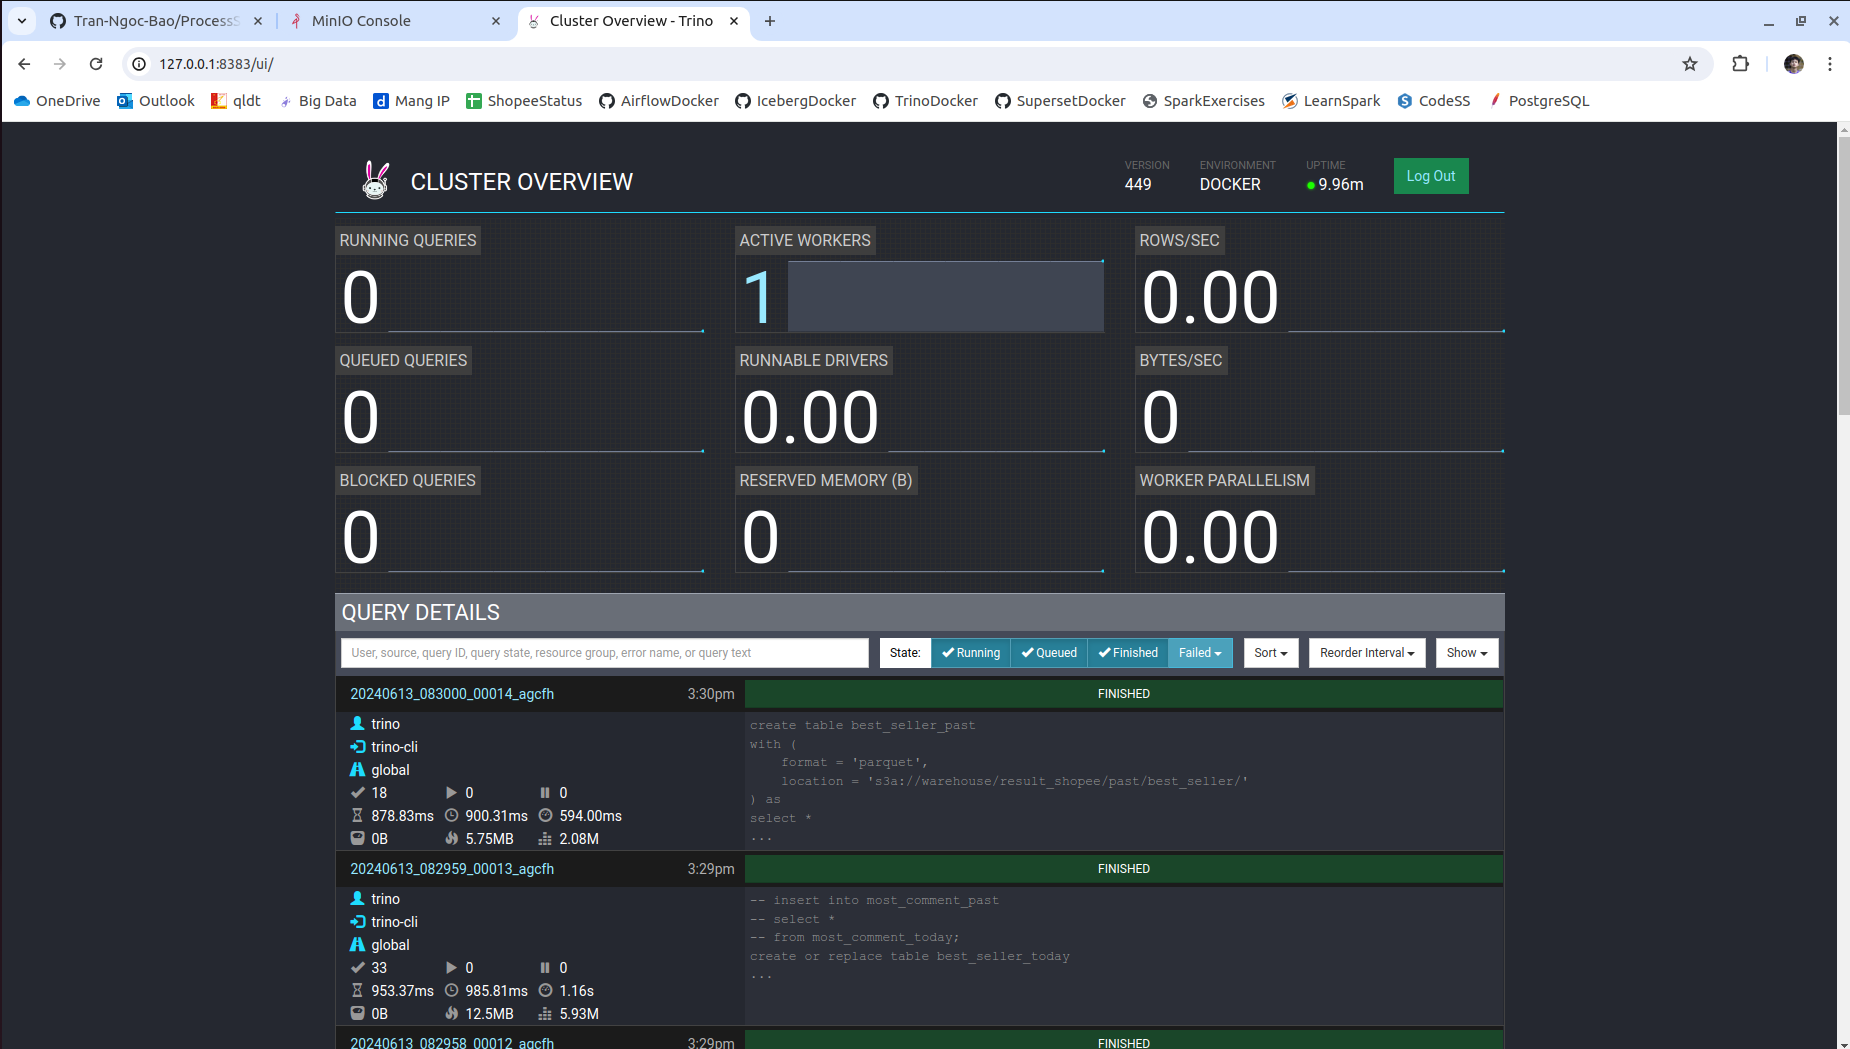 Tran-Ngoc-Bao/ProcessS
MinIO Console
Cluster Overview - Trino
127.0.0.1:8383/ui/
OneDrive Outlook qldt Big Data Mang IP ShopeeStatus AirflowDocker IcebergDocker TrinoDocker SupersetDocker SparkExercises LearnSpark CodeSS PostgreSQL
CLUSTER OVERVIEW
VERSION ENVIRONMENT UPTIME
449 DOCKER 9.96m
Log Out
RUNNING QUERIES ACTIVE WORKERS ROWS/SEC
0 1 0.00
QUEUED QUERIES RUNNABLE DRIVERS BYTES/SEC
0 0.00 0
BLOCKED QUERIES RESERVED MEMORY (B) WORKER PARALLELISM
0 0 0.00
QUERY DETAILS
User, source, query ID, query state, resource group, error name, or query text State: Running Queued Finished Failed Sort Reorder Interval Show
20240613_083000_00014_agcfh 3:30pm FINISHED
trino
trino-cli
global
18 0 0
878.83ms 900.31ms 594.00ms
0B 5.75MB 2.08M
create table best_seller_past
with (
format = 'parquet',
location = 's3a://warehouse/result_shopee/past/best_seller/'
) as
select *
...
20240613_082959_00013_agcfh 3:29pm FINISHED
trino
trino-cli
global
33 0 0
953.37ms 985.81ms 1.16s
0B 12.5MB 5.93M
-- insert into most_comment_past
-- select *
-- from most_comment_today;
create or replace table best_seller_today
...
20240613_082958_00012_agcfh 3:29pm FINISHED